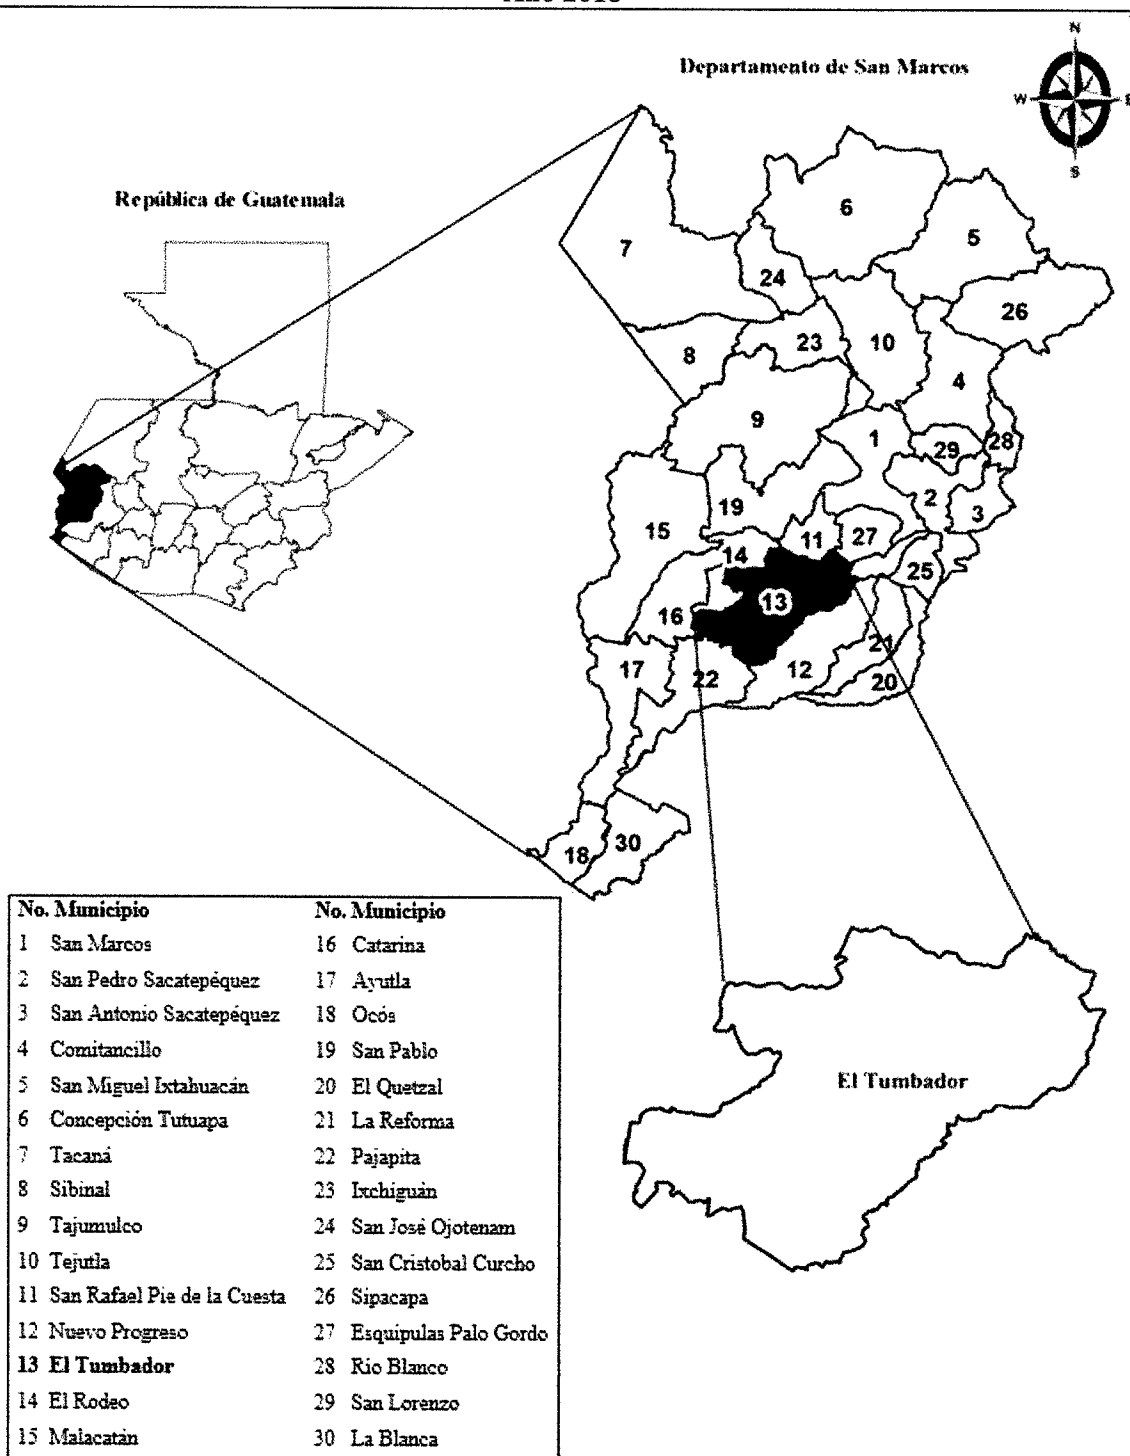 Departamento de San Marcos
N
W
E
S
República de Guatemala
6
5
7
24
26
23
10
8
4
9
1
29
28
2
19
3
15
11
27
14
25
13
16
21
17
12
22
20
30
18
El Tumbador
No. Municipio
1 San Marcos
2 San Pedro Sacatepéquez
3 San Antonio Sacatepéquez
4 Comitancillo
5 San Miguel Ixtahuacán
6 Concepción Tutuapa
7 Tacaná
8 Sibinal
9 Tajumulco
10 Tejutla
11 San Rafael Pie de la Cuesta
12 Nuevo Progreso
13 El Tumbador
14 El Rodeo
15 Malacatán
No. Municipio
16 Catarina
17 Ayutla
18 Ocós
19 San Pablo
20 El Quetzal
21 La Reforma
22 Pajapita
23 Ixchiguán
24 San José Ojotenam
25 San Cristobal Curcho
26 Sipacapa
27 Esquipulas Palo Gordo
28 Rio Blanco
29 San Lorenzo
30 La Blanca